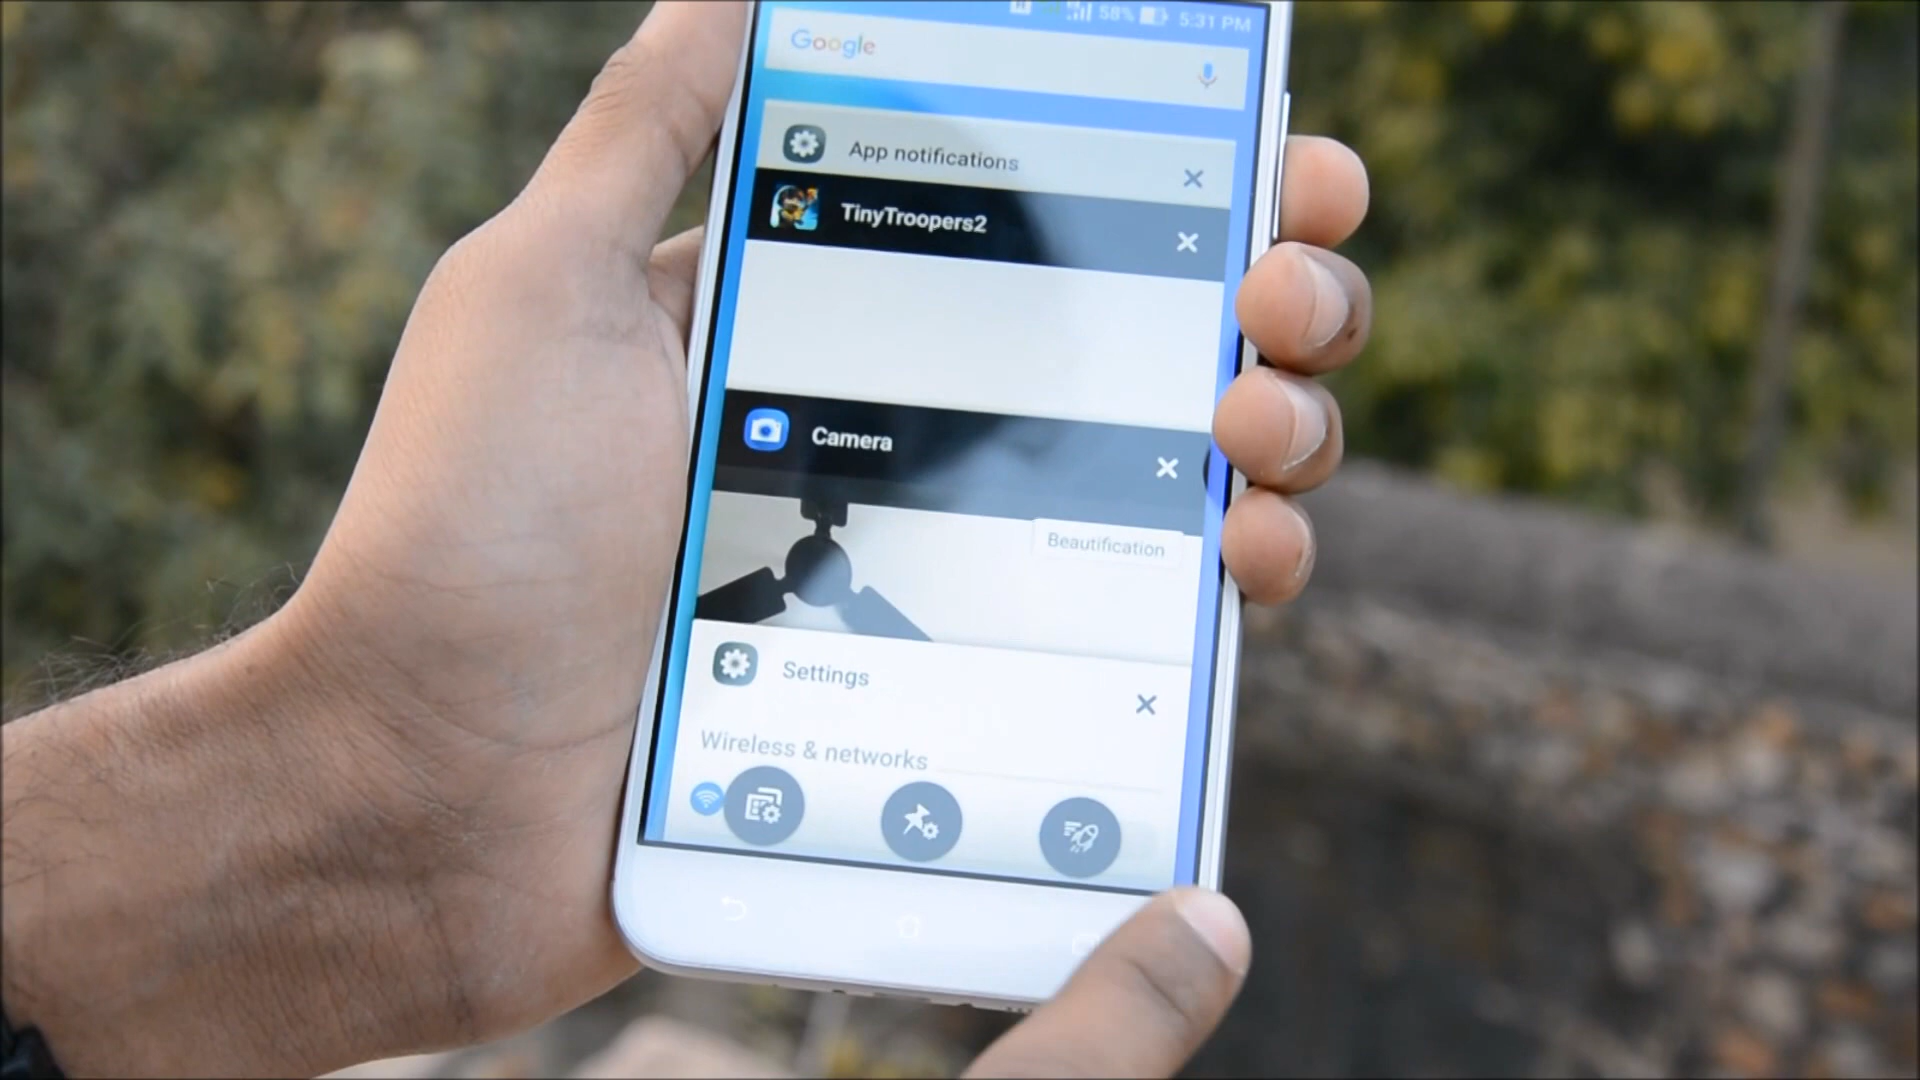 58% 5:31 PM
Google
App notifications
TinyTroopers2
Camera
Beautification
Settings
Wireless & networks